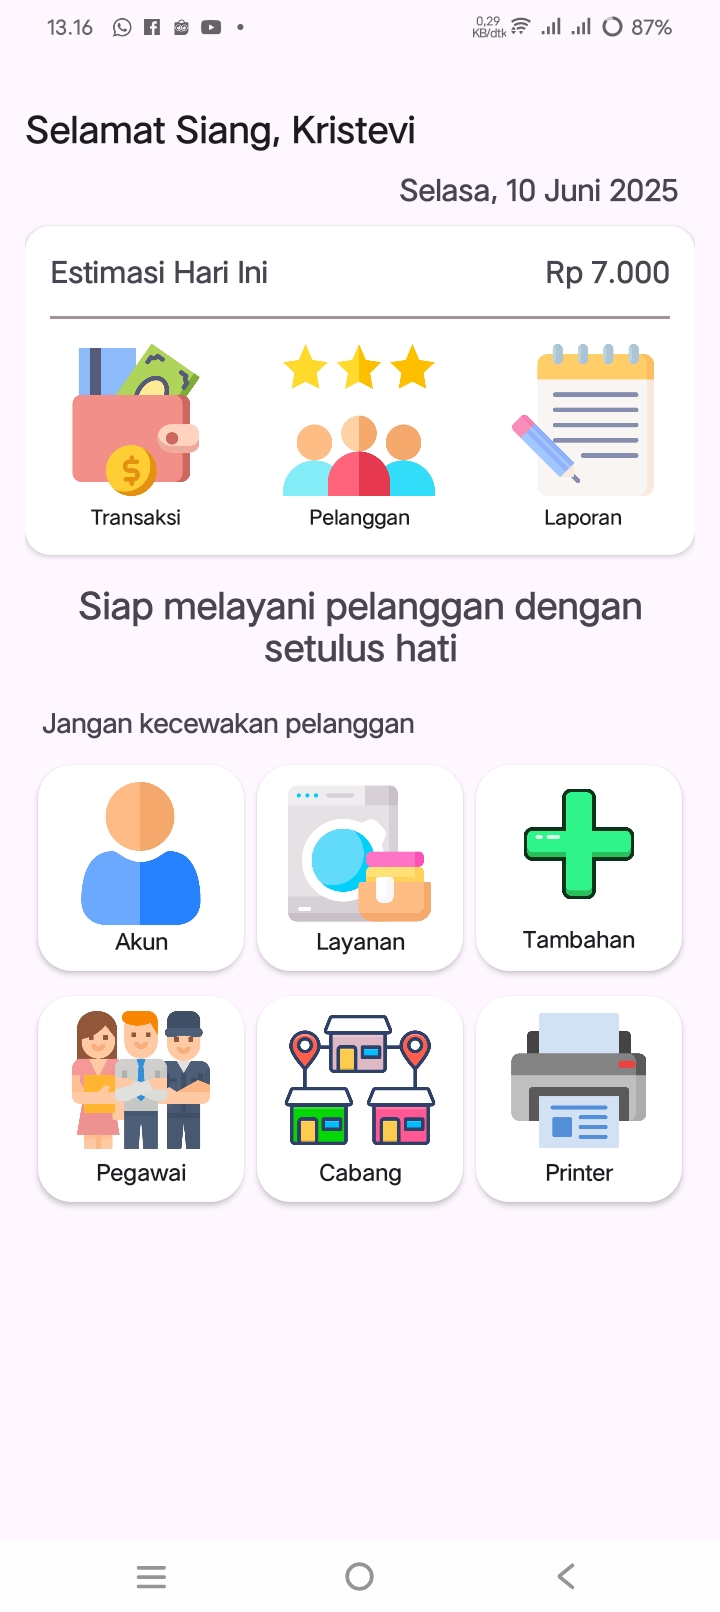 13.16
0,29
KB/dtk
87%
Selamat Siang, Kristevi
Selasa, 10 Juni 2025
Estimasi Hari Ini
Rp 7.000
Transaksi
Pelanggan
Laporan
Siap melayani pelanggan dengan
setulus hati
Jangan kecewakan pelanggan
Akun
Layanan
Tambahan
Pegawai
Cabang
Printer